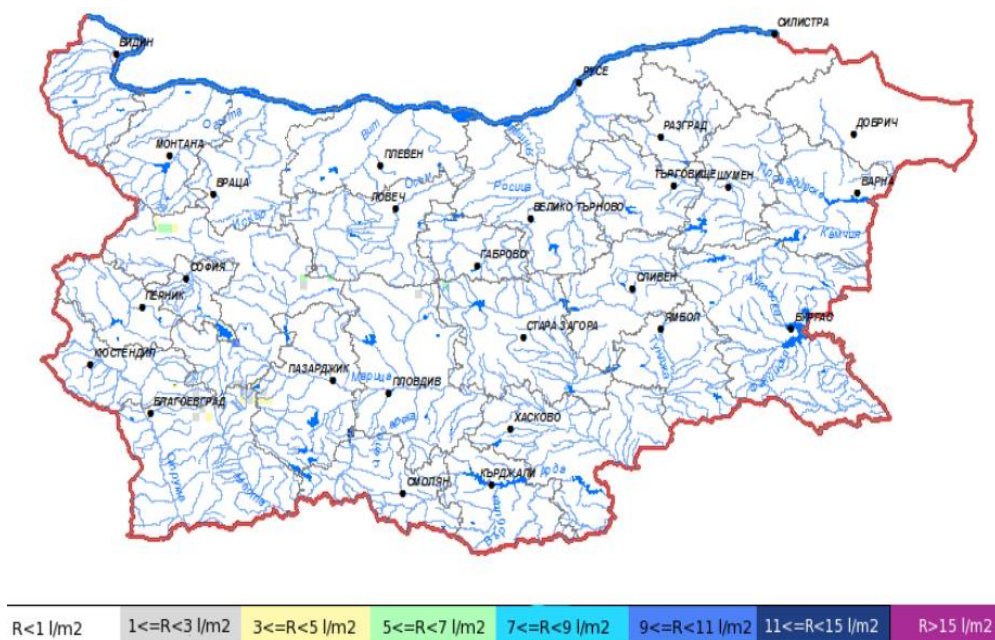 СИЛИСТРА
ВИДИН
РУСЕ
ДОБРИЧ
РАЗГРАД
МОНТАНА
ПЛЕВЕН
Вит
Огоста
ВРАЦА
ЛОВЕЧ
Осъм
Росица
ТЪРГОВИЩЕ
ШУМЕН
ВАРНА
Искър
ВЕЛИКО ТЪРНОВО
Камчия
ГАБРОВО
СОФИЯ
СЛИВЕН
ПЕРНИК
СТАРА ЗАГОРА
ЯМБОЛ
БУРГАС
Тунджа
КЮСТЕНДИЛ
ПАЗАРДЖИК
Марица
ПЛОВДИВ
БЛАГОЕВГРАД
ХАСКОВО
КЪРДЖАЛИ
СМОЛЯН
Струма
Места
R<1 l/m2
1<=R<3 l/m2
3<=R<5 l/m2
5<=R<7 l/m2
7<=R<9 l/m2
9<=R<11 l/m2
11<=R<15 l/m2
R>15 l/m2